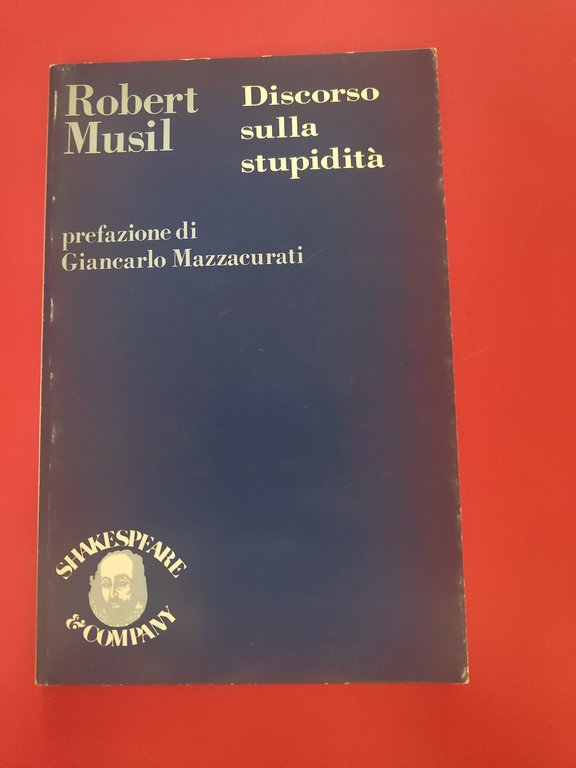 Robert
Musil
Discorso
sulla
stupidità
prefazione di
Giancarlo Mazzacurati
SHAKESPEARE
& COMPANY